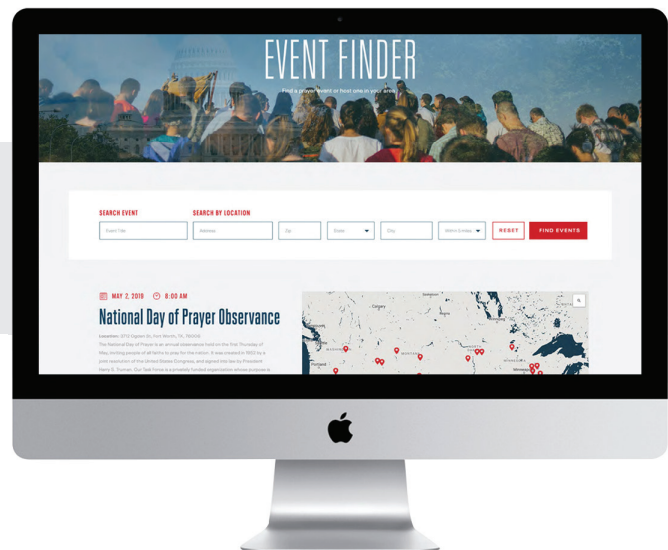 EVENT FINDER
Find a prayer event or host one in your area
SEARCH EVENT
SEARCH BY LOCATION
Event Title
Address
Zip
State
City
RESET
FIND EVENTS
MAY 2, 2019 8:00 AM
National Day of Prayer Observance
The National Day of Prayer is an annual observance held on the first Thursday of
May, inviting people of all faiths to pray for the nation. It was created in 1952 by a
joint resolution of the United States Congress, and signed into law by President
Harry S. Truman. Our Task Force is a privately funded organization whose purpose is
Calgary
Portland
MONTANA